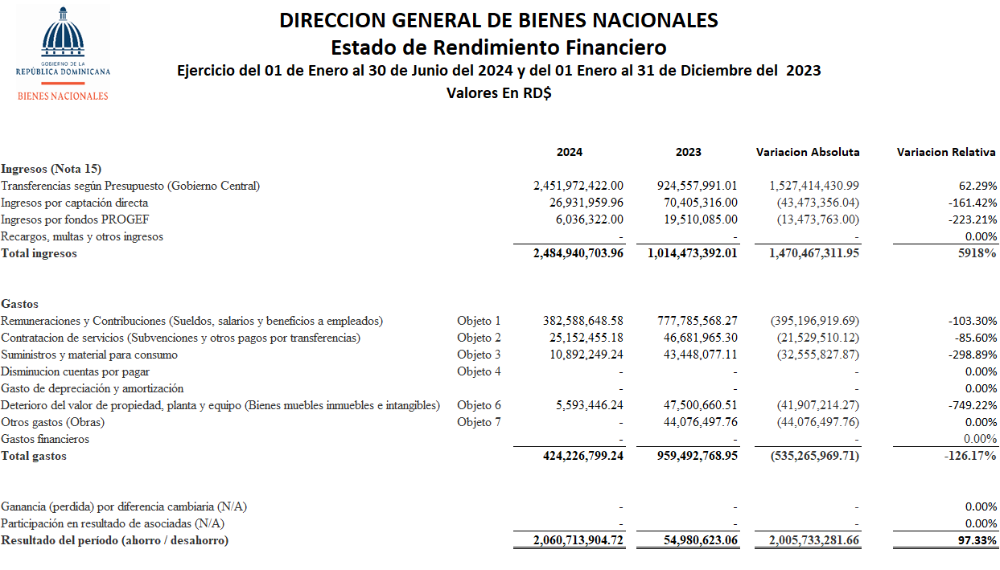 GOBIERNO DE LA
REPÚBLICA DOMINICANA
BIENES NACIONALES
DIRECCION GENERAL DE BIENES NACIONALES
Estado de Rendimiento Financiero
Ejercicio del 01 de Enero al 30 de Junio del 2024 y del 01 Enero al 31 de Diciembre del 2023
Valores En RD$
2024 2023 Variacion Absoluta Variacion Relativa
Ingresos (Nota 15)
Transferencias según Presupuesto (Gobierno Central) 2,451,972,422.00 924,557,991.01 1,527,414,430.99 62.29%
Ingresos por captación directa 26,931,959.96 70,405,316.00 (43,473,356.04) -161.42%
Ingresos por fondos PROGEF 6,036,322.00 19,510,085.00 (13,473,763.00) -223.21%
Recargos, multas y otros ingresos - - - 0.00%
Total ingresos 2,484,940,703.96 1,014,473,392.01 1,470,467,311.95 5918%
Gastos
Remuneraciones y Contribuciones (Sueldos, salarios y beneficios a empleados) Objeto 1 382,588,648.58 777,785,568.27 (395,196,919.69) -103.30%
Contratacion de servicios (Subvenciones y otros pagos por transferencias) Objeto 2 25,152,455.18 46,681,965.30 (21,529,510.12) -85.60%
Suministros y material para consumo Objeto 3 10,892,249.24 43,448,077.11 (32,555,827.87) -298.89%
Disminucion cuentas por pagar Objeto 4 - - - 0.00%
Gasto de depreciación y amortización - - - 0.00%
Deterioro del valor de propiedad, planta y equipo (Bienes muebles inmuebles e intangibles) Objeto 6 5,593,446.24 47,500,660.51 (41,907,214.27) -749.22%
Otros gastos (Obras) Objeto 7 - 44,076,497.76 (44,076,497.76) 0.00%
Gastos financieros - - - 0.00%
Total gastos 424,226,799.24 959,492,768.95 (535,265,969.71) -126.17%
Ganancia (perdida) por diferencia cambiaria (N/A) - - - 0.00%
Participación en resultado de asociadas (N/A) - - - 0.00%
Resultado del período (ahorro / desahorro) 2,060,713,904.72 54,980,623.06 2,005,733,281.66 97.33%